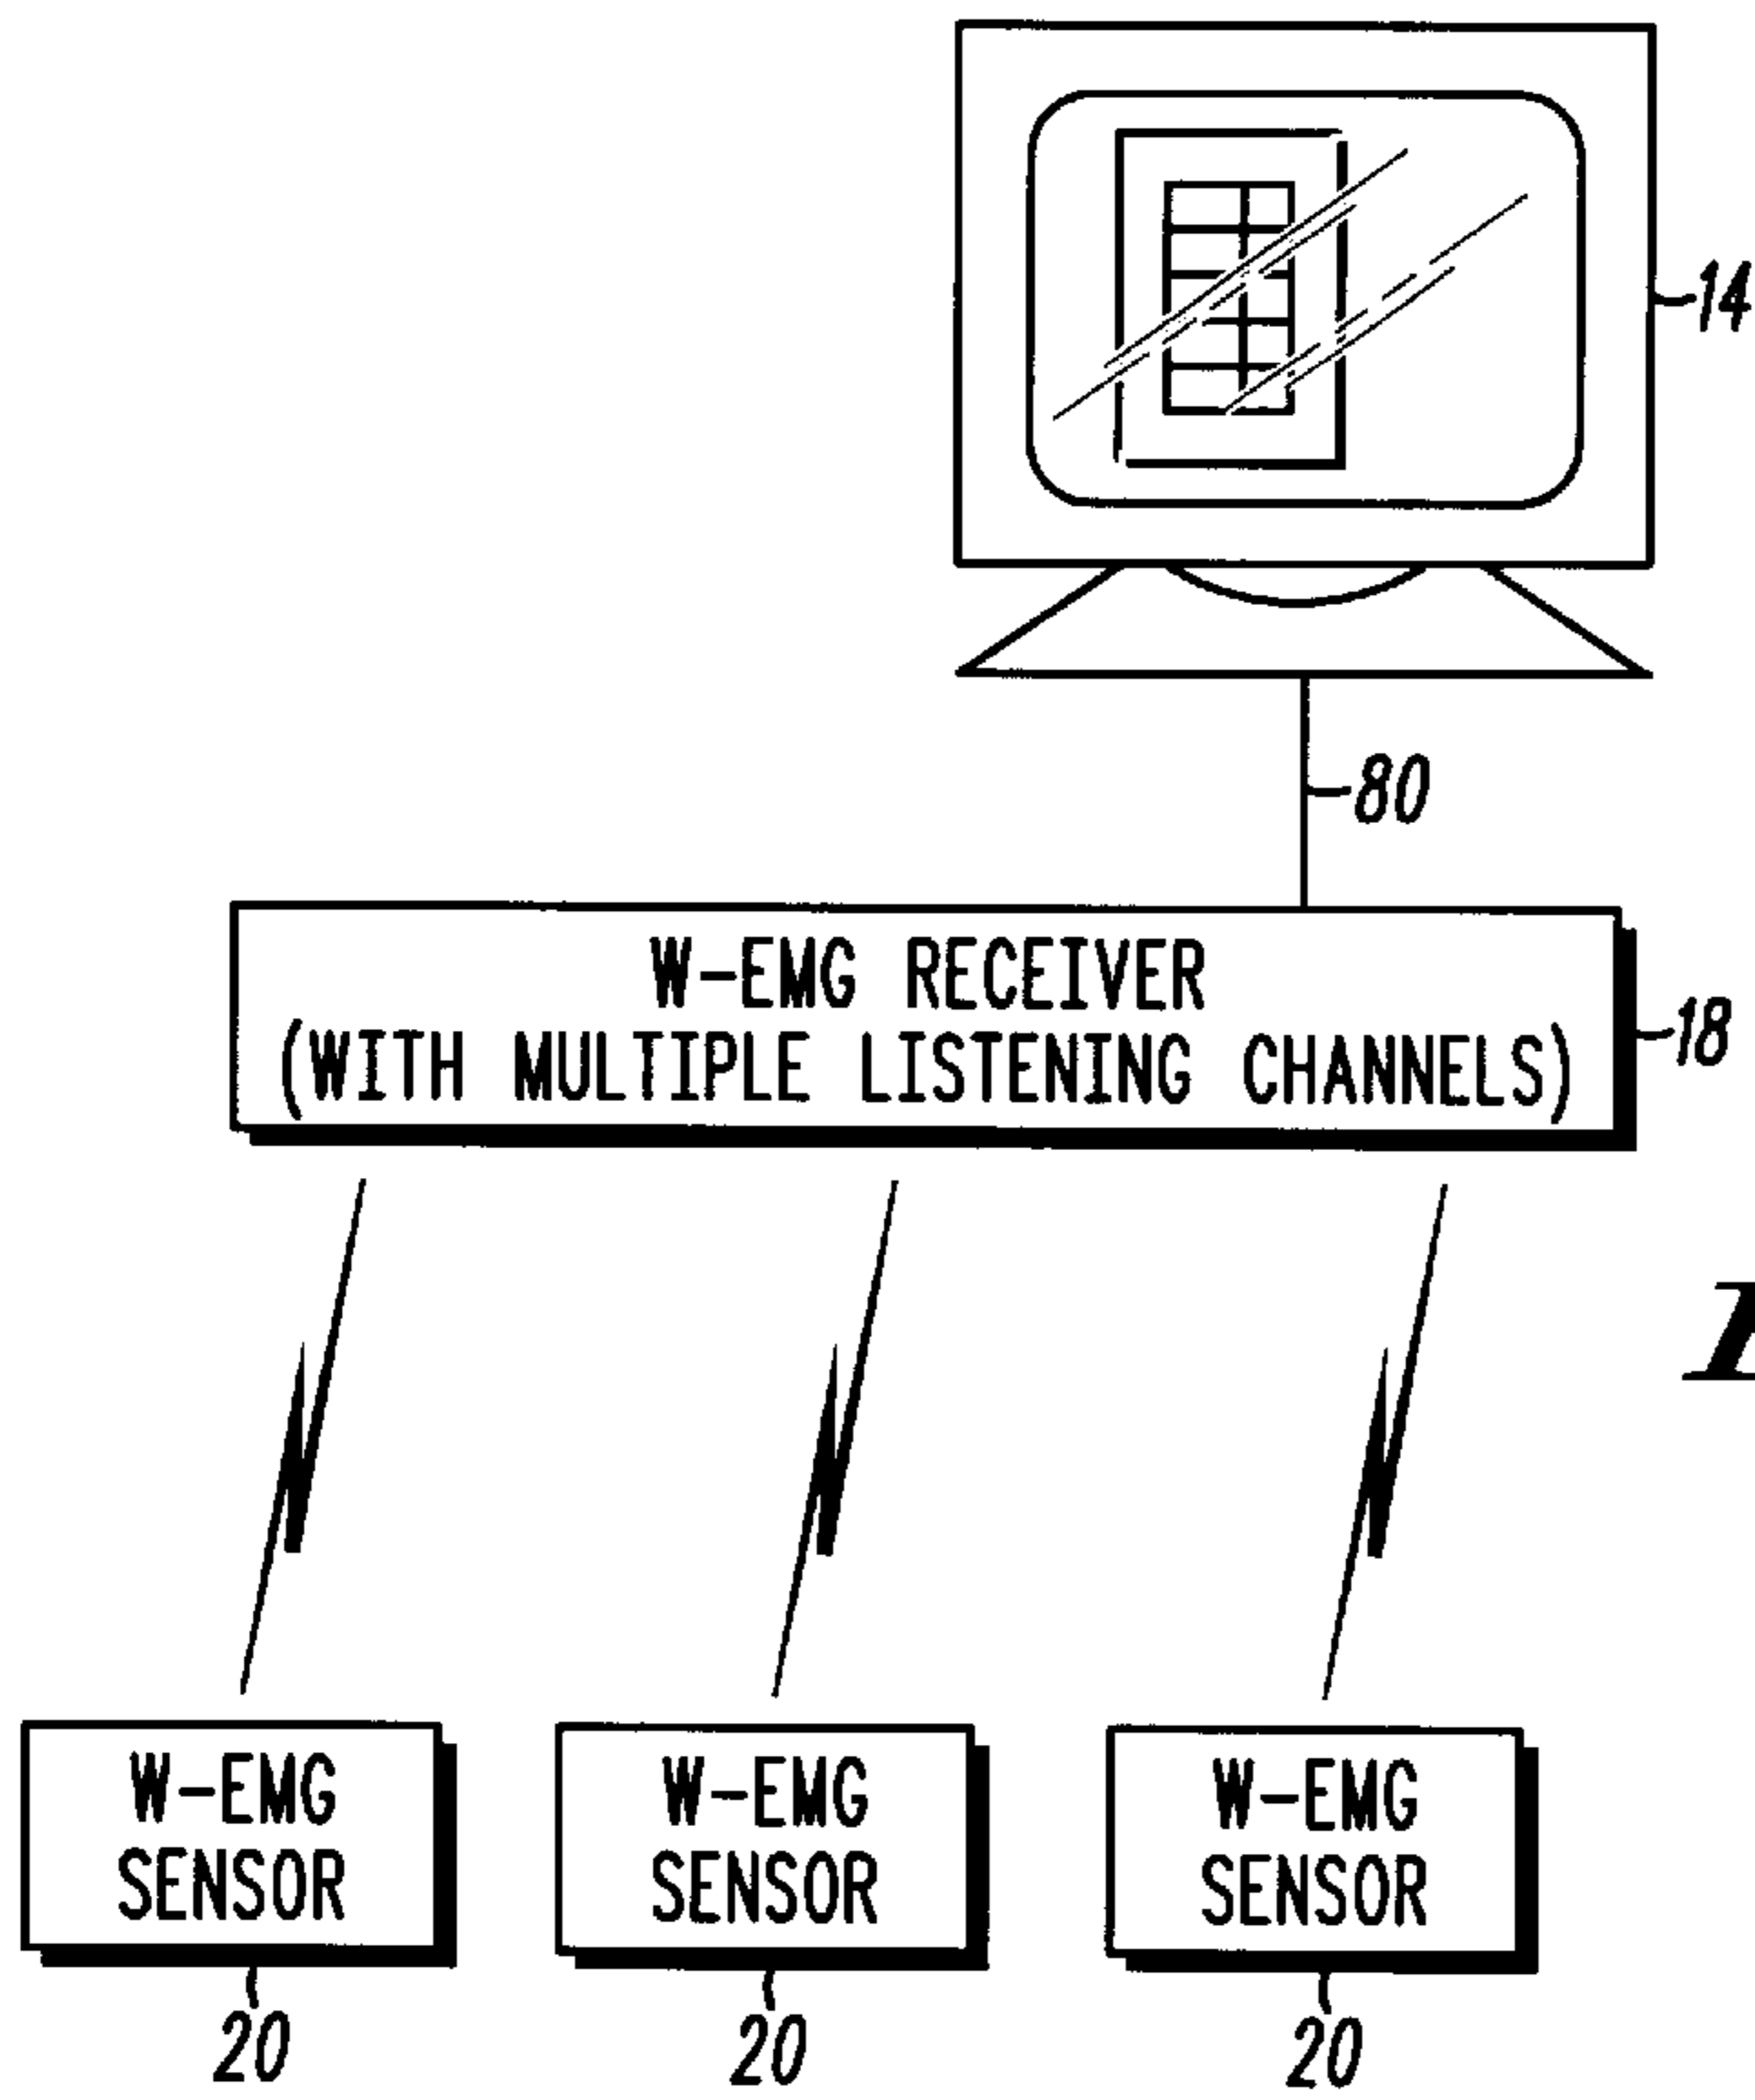 14
80
W-EMG RECEIVER
(WITH MULTIPLE LISTENING CHANNELS)
18
W-EMG
SENSOR
W-EMG
SENSOR
W-EMG
SENSOR
20
20
20